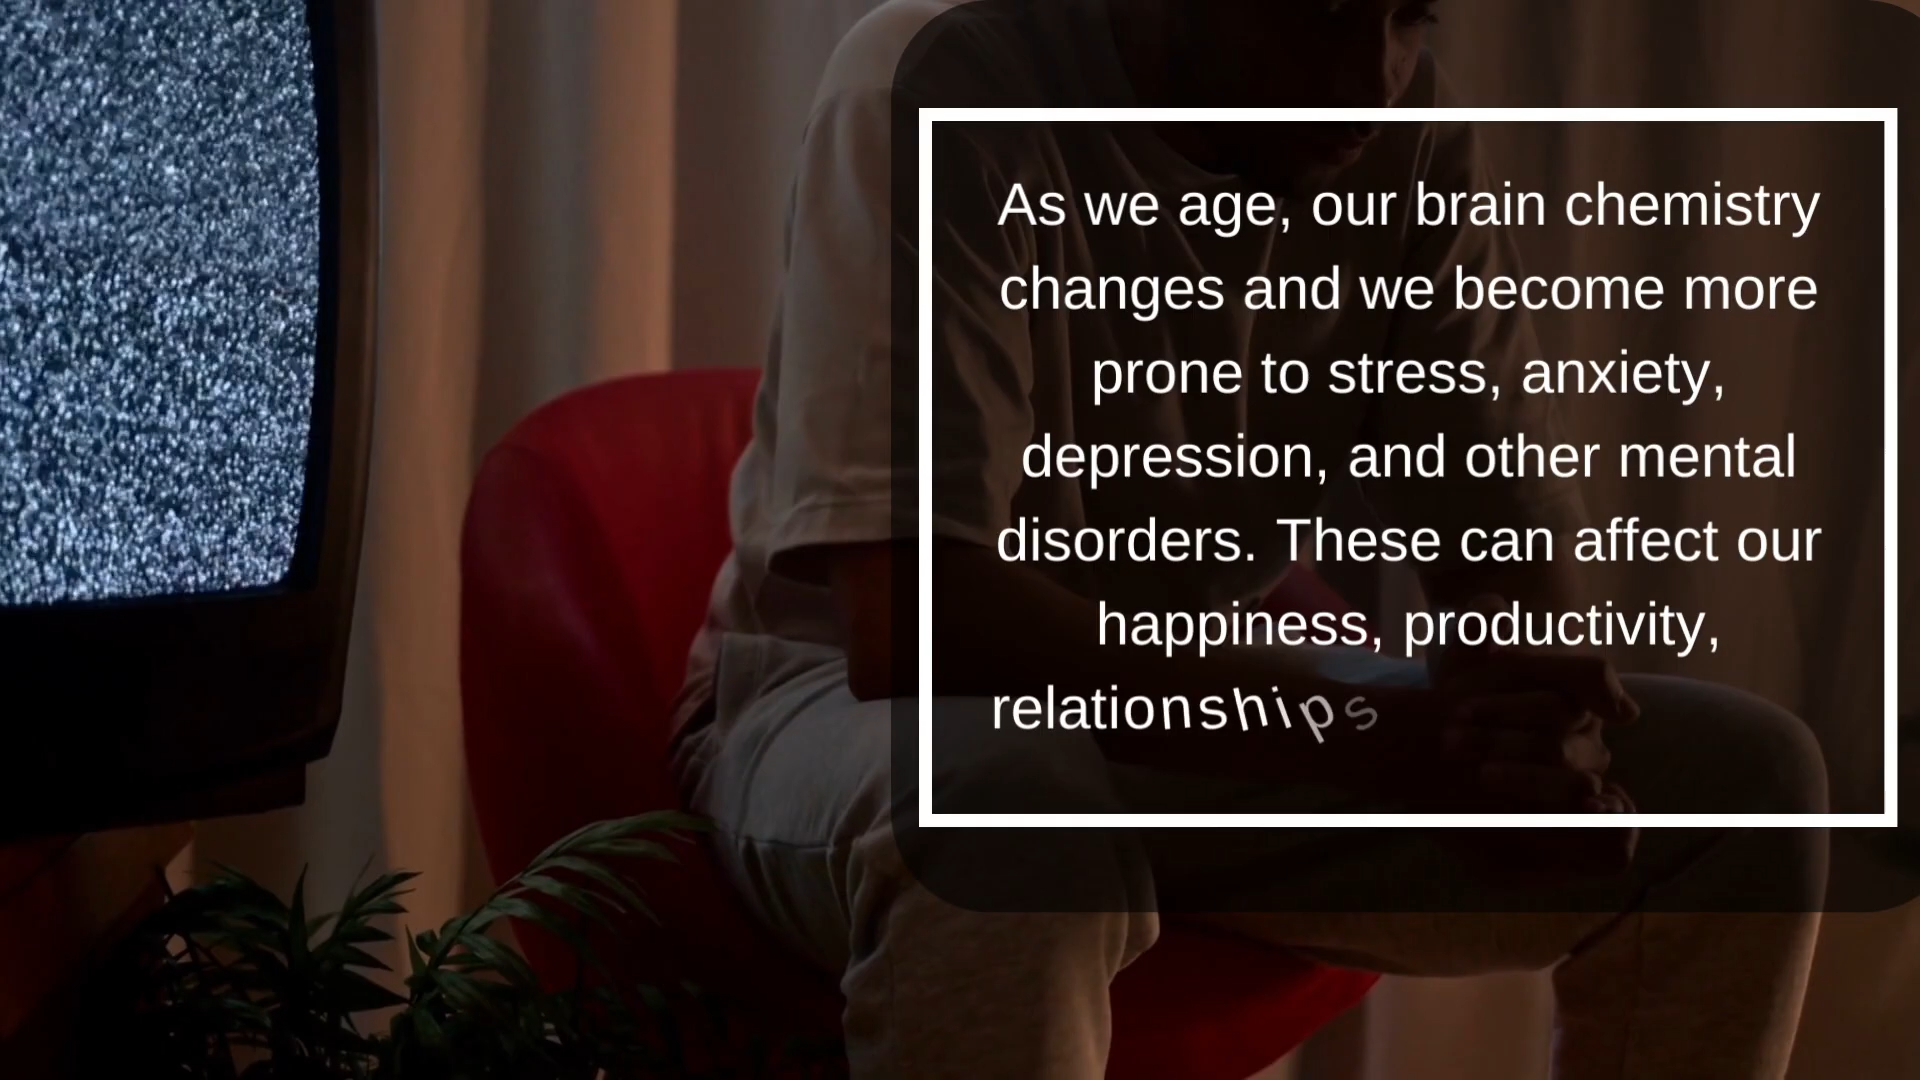 As we age, our brain chemistry
changes and we become more
prone to stress, anxiety,
depression, and other mental
disorders. These can affect our
happiness, productivity,
relationships